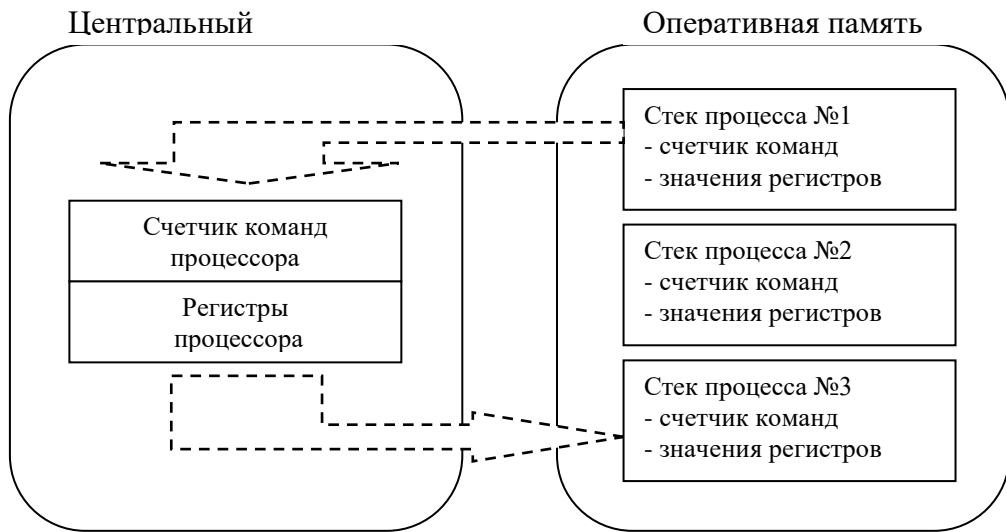 Центральный
Оперативная память
Счетчик команд
процессора
Регистры
процессора
Стек процесса №1
- счетчик команд
- значения регистров
Стек процесса №2
- счетчик команд
- значения регистров
Стек процесса №3
- счетчик команд
- значения регистров